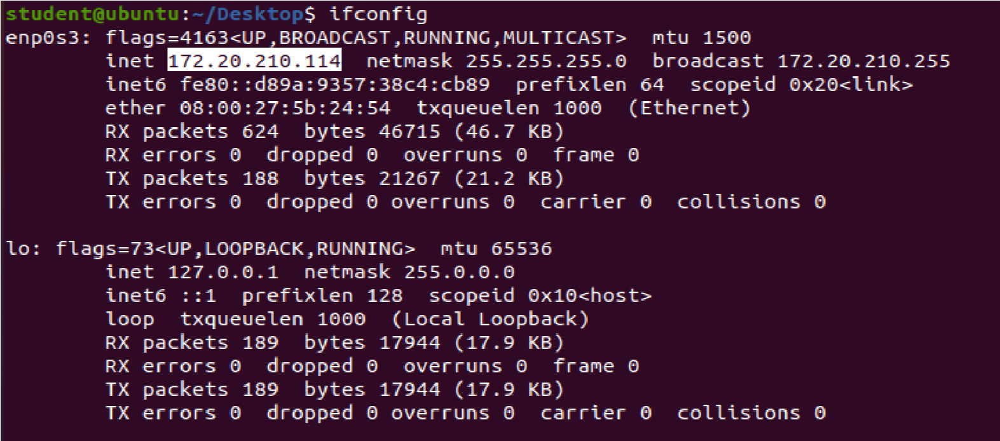 student@ubuntu:~/Desktop$ ifconfig
enp0s3: flags=4163<UP,BROADCAST,RUNNING,MULTICAST>  mtu 1500
        inet 172.20.210.114  netmask 255.255.255.0  broadcast 172.20.210.255
        inet6 fe80::d89a:9357:38c4:cb89  prefixlen 64  scopeid 0x20<link>
        ether 08:00:27:5b:24:54  txqueuelen 1000  (Ethernet)
        RX packets 624  bytes 46715 (46.7 KB)
        RX errors 0  dropped 0  overruns 0  frame 0
        TX packets 188  bytes 21267 (21.2 KB)
        TX errors 0  dropped 0 overruns 0  carrier 0  collisions 0

lo: flags=73<UP,LOOPBACK,RUNNING>  mtu 65536
        inet 127.0.0.1  netmask 255.0.0.0
        inet6 ::1  prefixlen 128  scopeid 0x10<host>
        loop  txqueuelen 1000  (Local Loopback)
        RX packets 189  bytes 17944 (17.9 KB)
        RX errors 0  dropped 0  overruns 0  frame 0
        TX packets 189  bytes 17944 (17.9 KB)
        TX errors 0  dropped 0 overruns 0  carrier 0  collisions 0